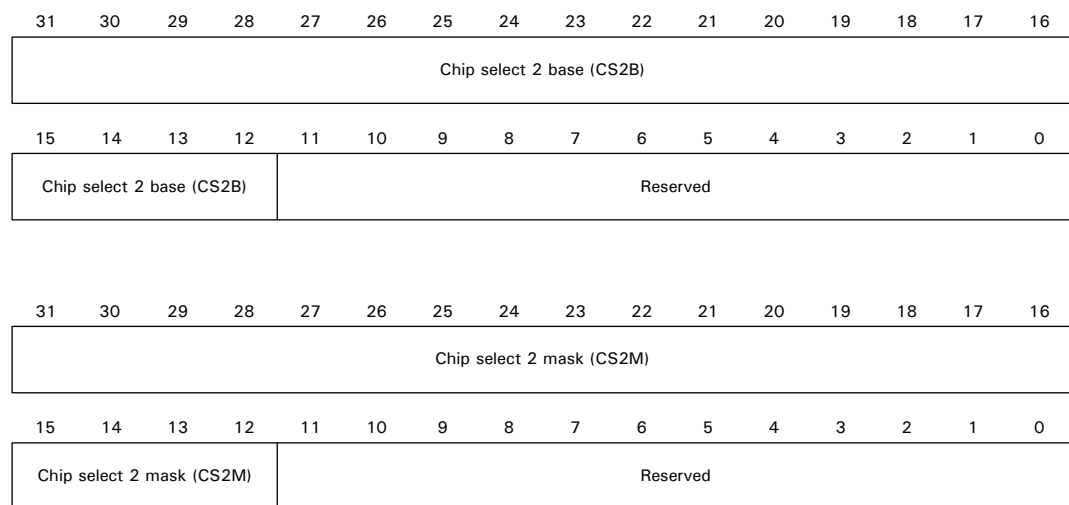 31 30 29 28 27 26 25 24 23 22 21 20 19 18 17 16
Chip select 2 base (CS2B)
15 14 13 12 11 10 9 8 7 6 5 4 3 2 1 0
Chip select 2 base (CS2B) Reserved
31 30 29 28 27 26 25 24 23 22 21 20 19 18 17 16
Chip select 2 mask (CS2M)
15 14 13 12 11 10 9 8 7 6 5 4 3 2 1 0
Chip select 2 mask (CS2M) Reserved